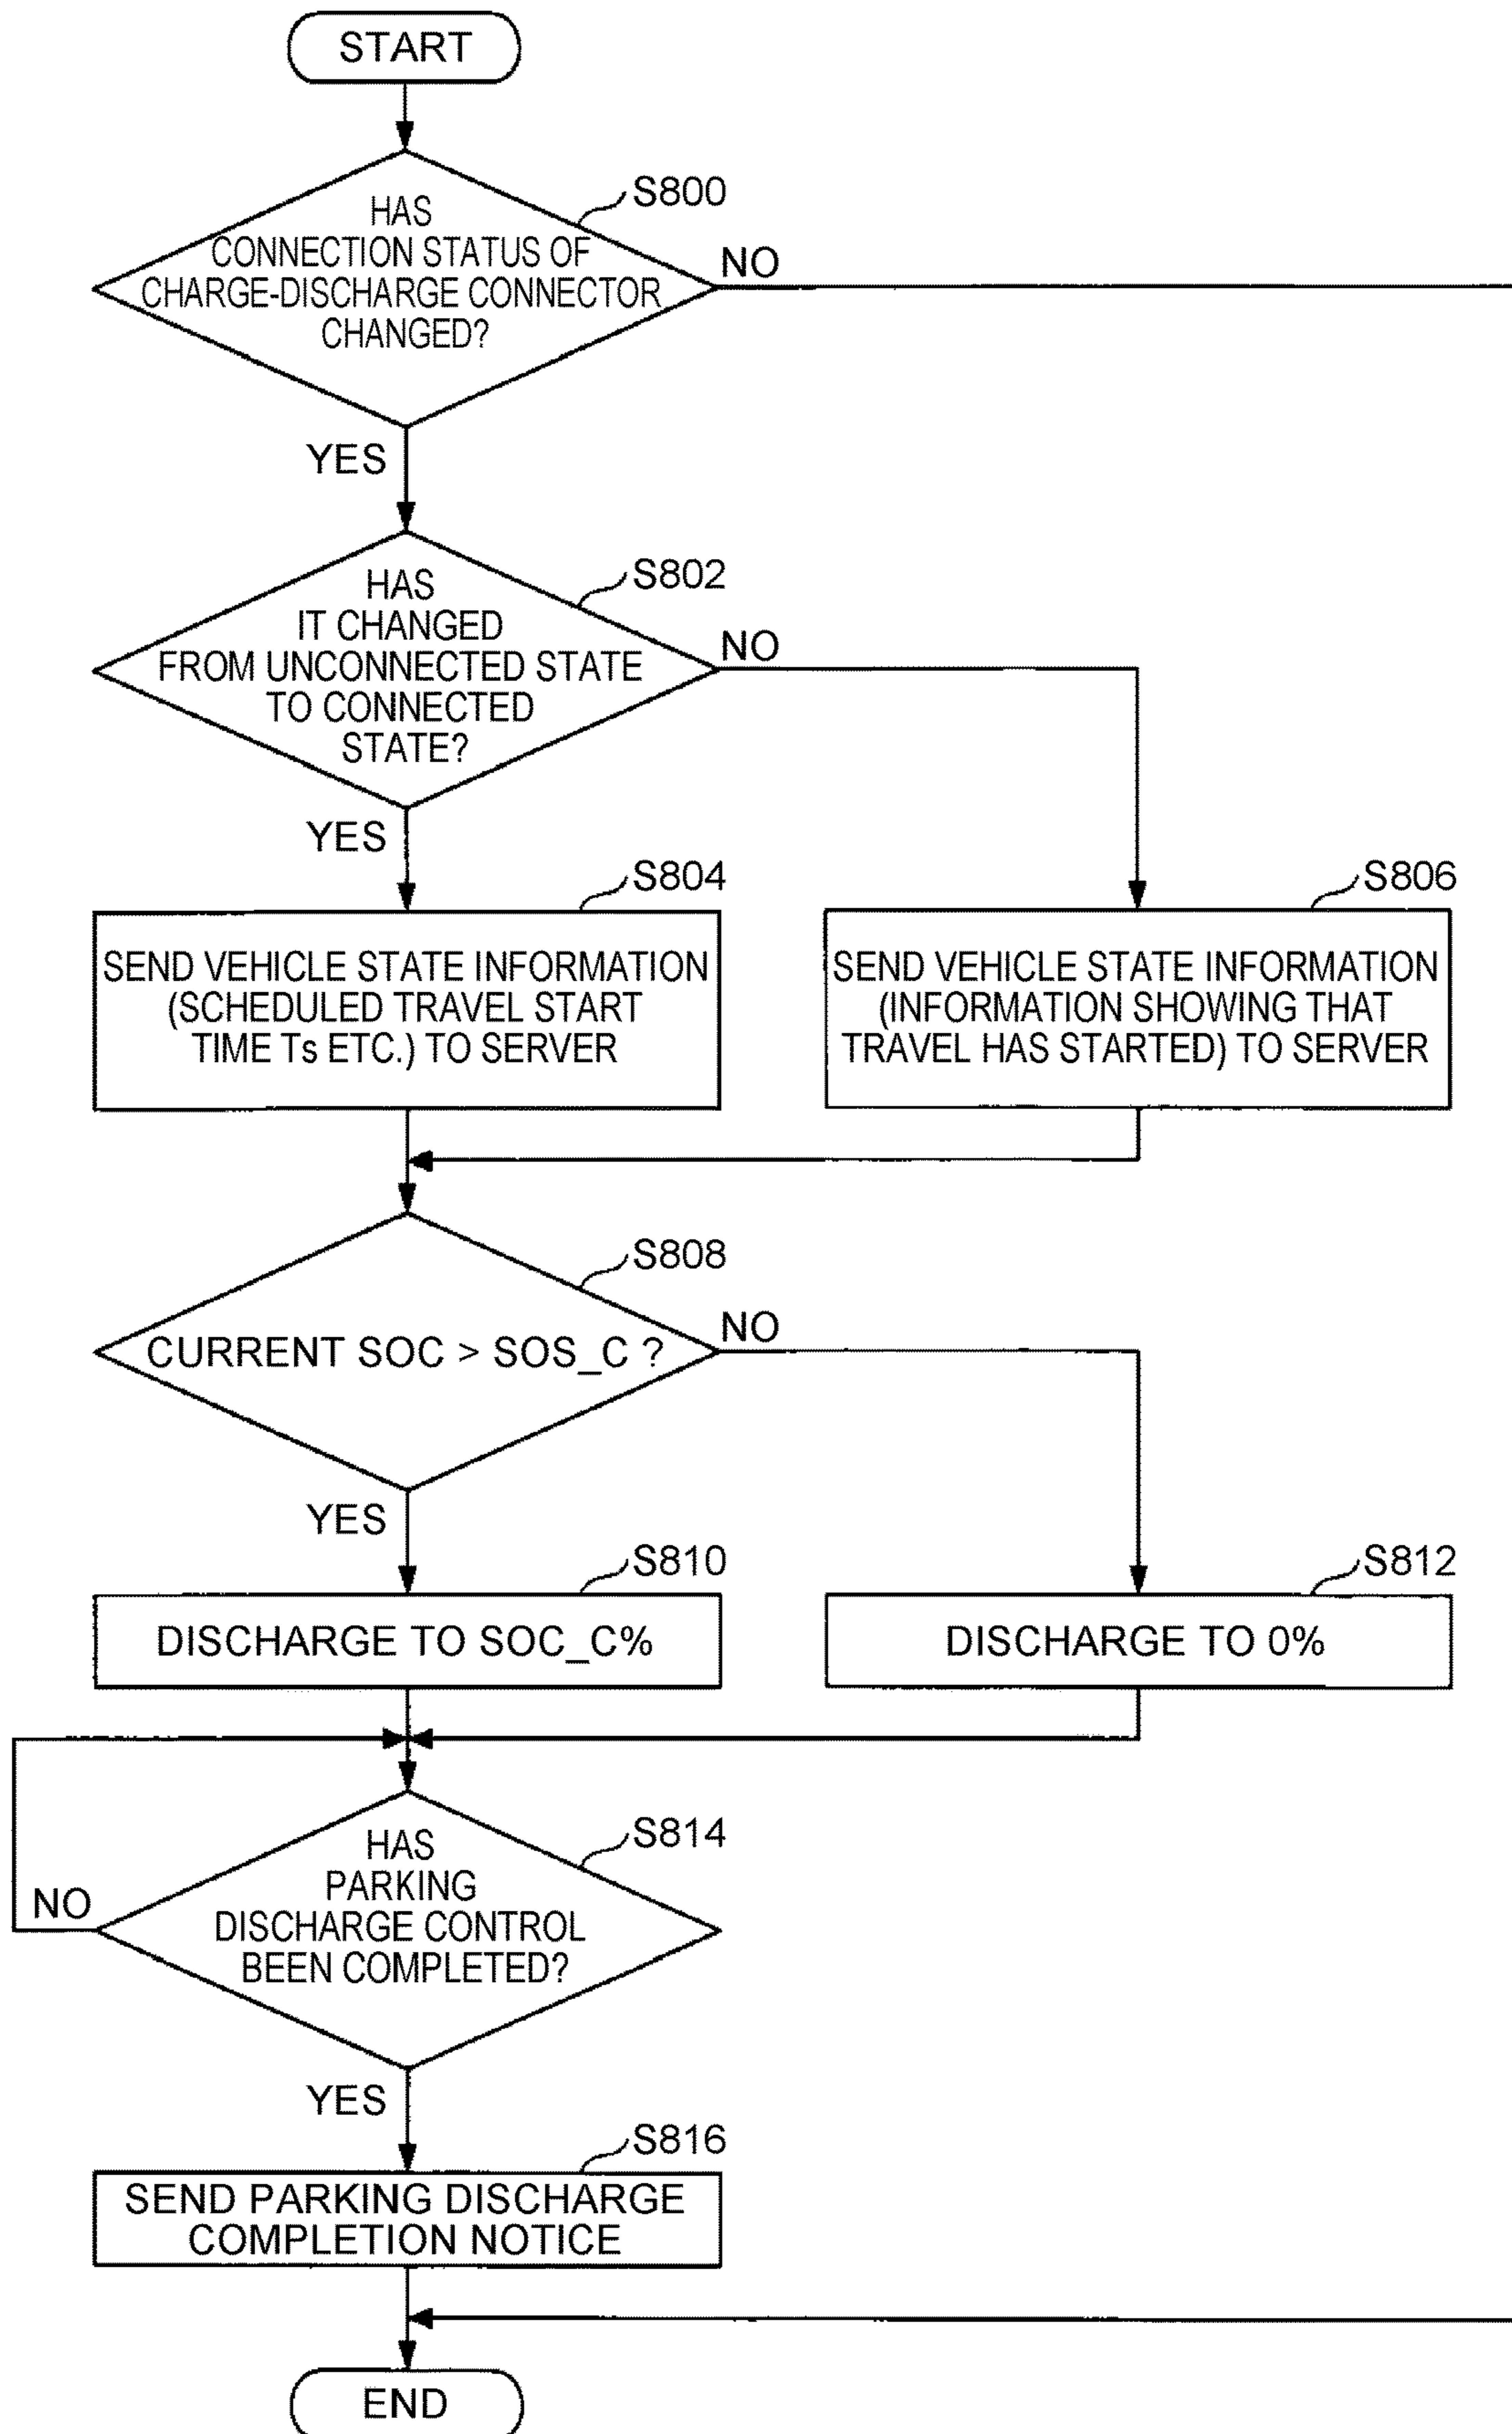 START
S800
HAS
CONNECTION STATUS OF
CHARGE-DISCHARGE CONNECTOR
CHANGED?
NO
YES
S802
HAS
IT CHANGED
FROM UNCONNECTED STATE
TO CONNECTED
STATE?
NO
YES
S804
SEND VEHICLE STATE INFORMATION
(SCHEDULED TRAVEL START
TIME Ts ETC.) TO SERVER
S806
SEND VEHICLE STATE INFORMATION
(INFORMATION SHOWING THAT
TRAVEL HAS STARTED) TO SERVER
S808
CURRENT SOC > SOS_C ?
NO
YES
S810
DISCHARGE TO SOC_C%
S812
DISCHARGE TO 0%
S814
HAS
PARKING
DISCHARGE CONTROL
BEEN COMPLETED?
NO
YES
S816
SEND PARKING DISCHARGE
COMPLETION NOTICE
END